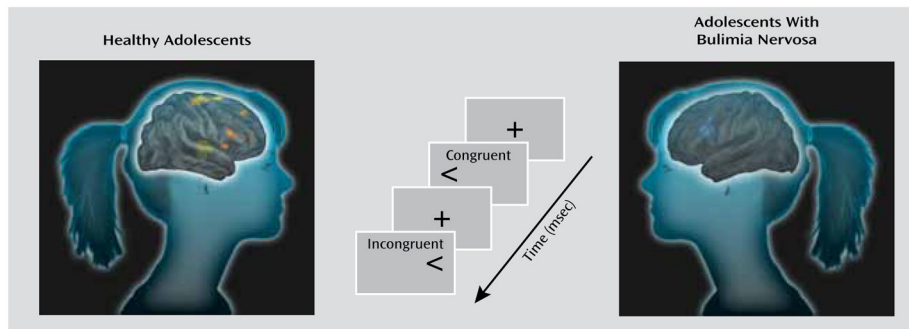 Healthy Adolescents
Adolescents With
Bulimia Nervosa
+
Congruent
<
+
Incongruent
<
Time (msec)